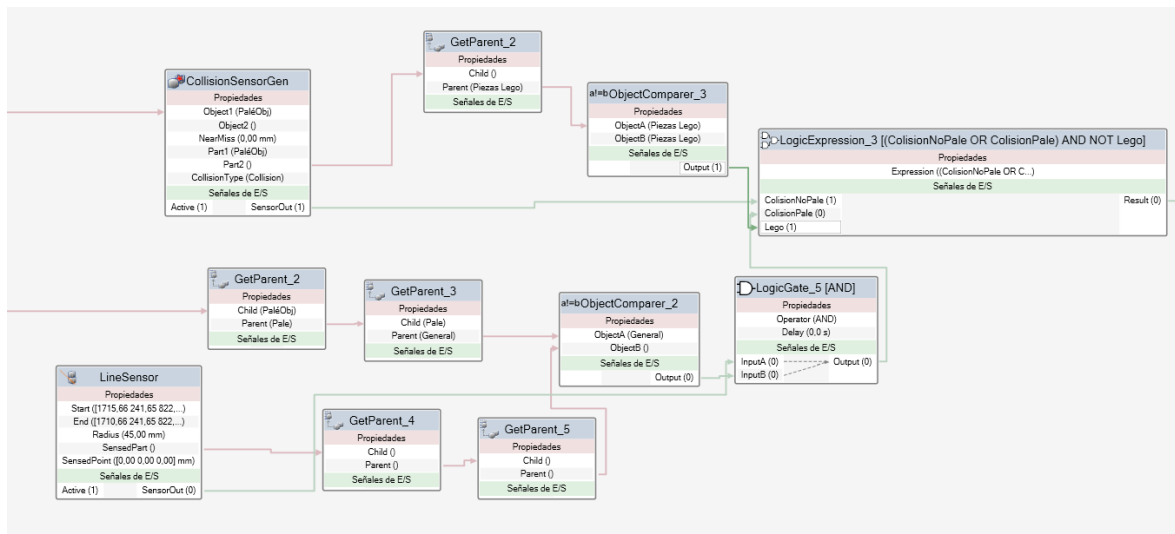 GetParent_2
Propiedades
Child ()
Parent (Piezas Lego)
Señales de E/S
CollisionSensorGen
Propiedades
Object1 (PaléObj)
Object2 ()
NearMiss (0,00 mm)
Part1 (PaléObj)
Part2 ()
CollisionType (Collision)
Señales de E/S
Active (1) SensorOut (1)
a!=b ObjectComparer_3
Propiedades
ObjectA (Piezas Lego)
ObjectB (Piezas Lego)
Señales de E/S
Output (1)
LogicExpression_3 [((ColisionNoPale OR ColisionPale) AND NOT Lego]
Propiedades
Expression ((ColisionNoPale OR C...)
Señales de E/S
ColisionNoPale (1) Result (0)
ColisionPale (0)
Lego (1)
GetParent_2
Propiedades
Child (PaléObj)
Parent (Pale)
Señales de E/S
GetParent_3
Propiedades
Child (Pale)
Parent (General)
Señales de E/S
a!=b ObjectComparer_2
Propiedades
ObjectA (General)
ObjectB ()
Señales de E/S
Output (0)
LogicGate_5 [AND]
Propiedades
Operator (AND)
Delay (0,0 s)
Señales de E/S
InputA (0) Output (0)
InputB (0)
LineSensor
Propiedades
Start ([1715,66 241,65 822,...)
End ([1710,66 241,65 822,...)
Radius (45,00 mm)
SensedPart ()
SensedPoint ([0,00 0,00 0,00] mm)
Señales de E/S
Active (1) SensorOut (0)
GetParent_4
Propiedades
Child ()
Parent ()
Señales de E/S
GetParent_5
Propiedades
Child ()
Parent ()
Señales de E/S